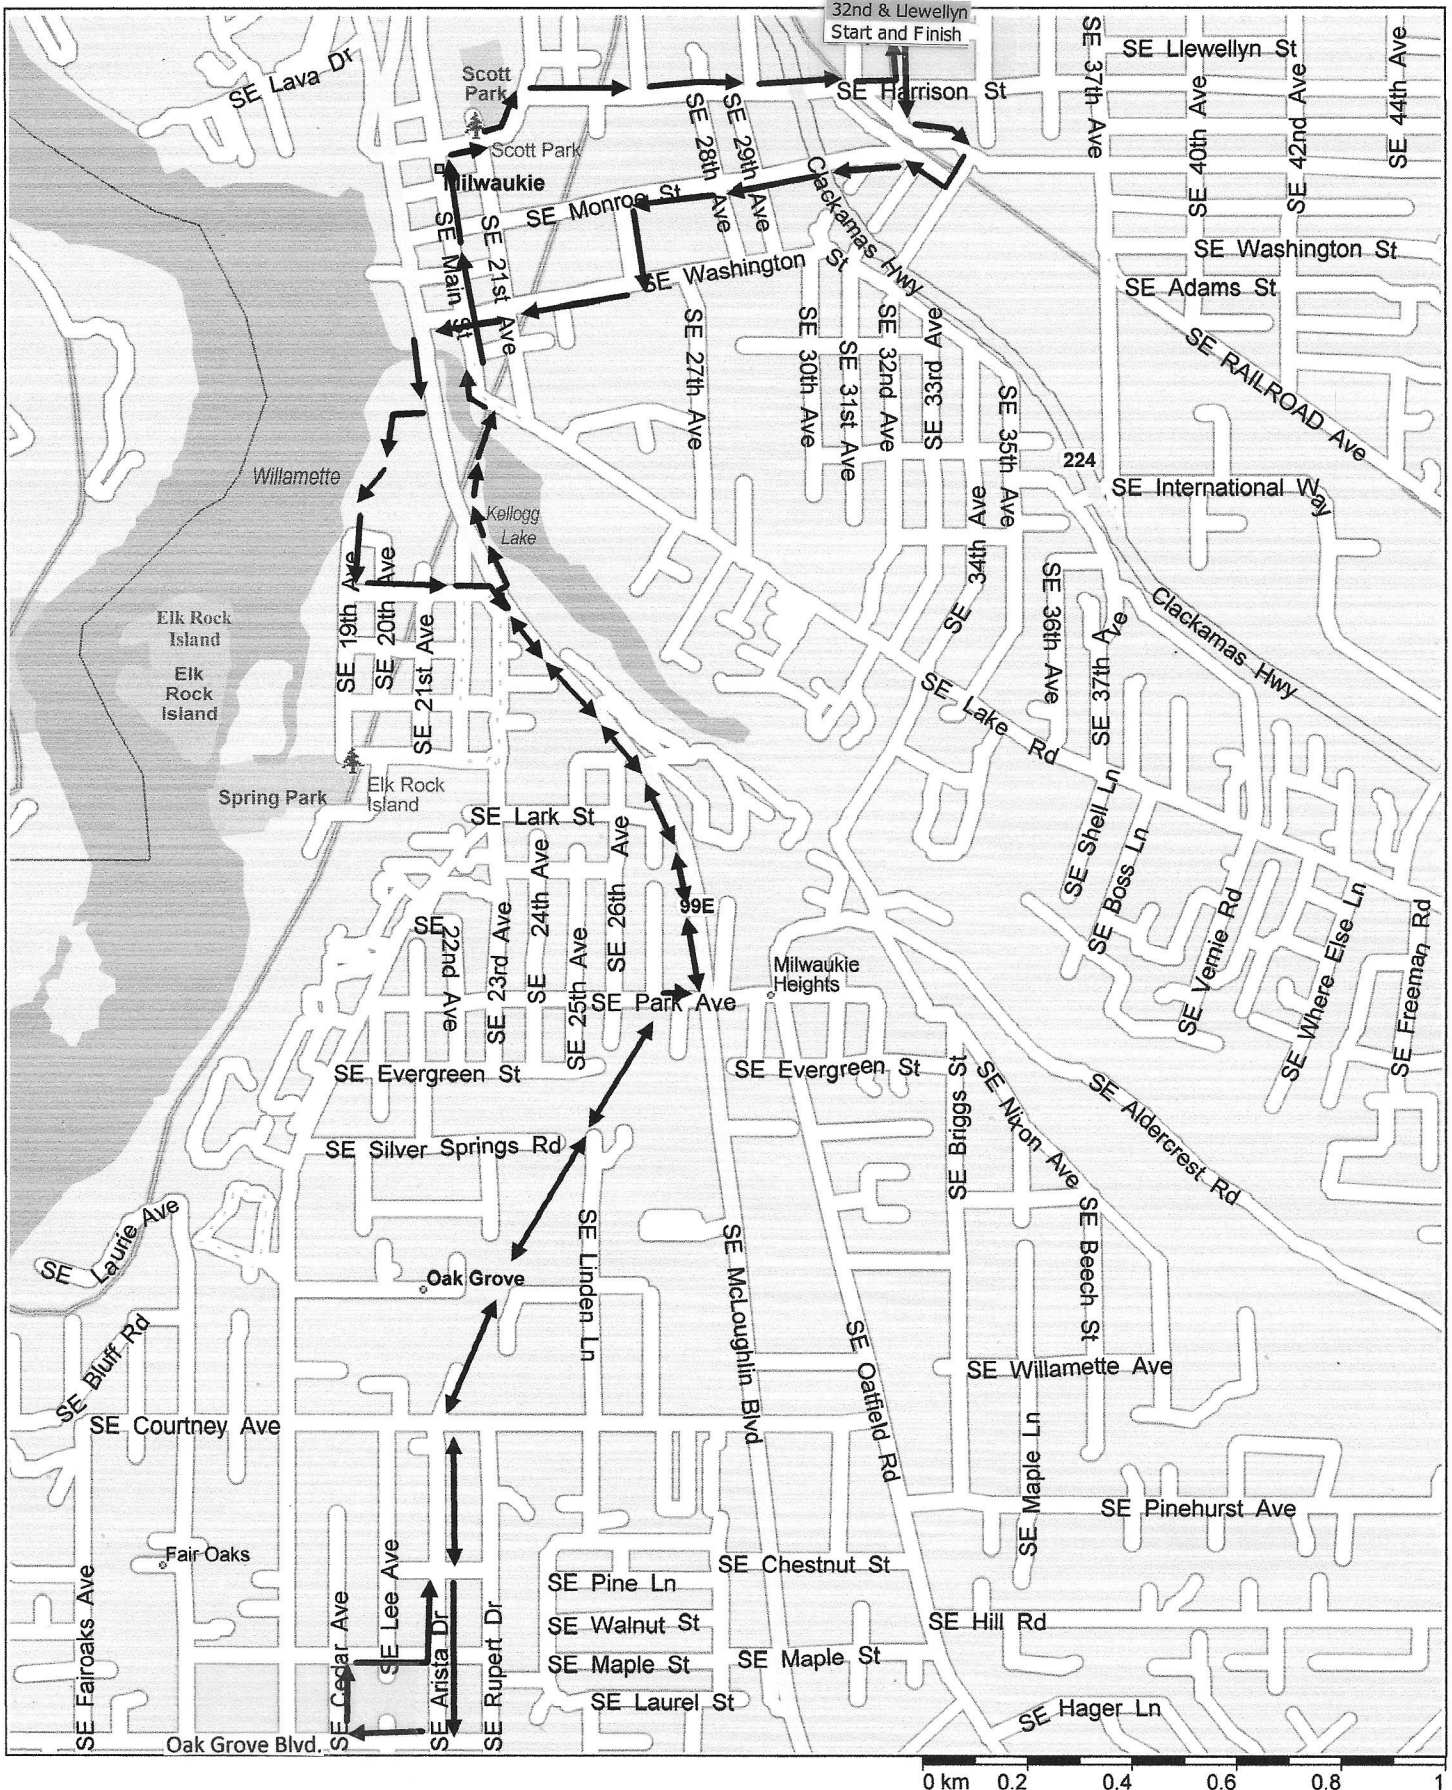 32nd & Llewellyn
Start and Finish
SE Llewellyn St
SE 37th Ave
SE 40th Ave
SE 42nd Ave
SE 44th Ave
SE Lava Dr
Scott
Park
SE Harrison St
SE 28th Ave
SE 29th Ave
Scott Park
Milwaukie
SE Monroe St
Clackamas Hwy
SE Main St
SE 21st Ave
SE Washington St
SE Washington St
SE Adams St
SE RAILROAD Ave
SE 27th Ave
SE 30th Ave
SE 31st Ave
SE 32nd Ave
SE 33rd Ave
SE 35th Ave
224
SE International Way
Willamette
Kellogg
Lake
SE 34th Ave
SE 19th Ave
SE 20th Ave
SE 21st Ave
SE 36th Ave
SE 37th Ave
Clackamas Hwy
Elk Rock
Island
Elk
Rock
Island
SE Lake Rd
Elk Rock
Island
Spring Park
SE Lark St
SE Shell Ln
SE Boss Ln
SE 22nd Ave
SE 23rd Ave
SE 24th Ave
SE 25th Ave
SE 26th Ave
99E
SE Vernie Rd
SE Where Else Ln
SE Freeman Rd
Milwaukie
Heights
SE Park Ave
SE Evergreen St
SE Evergreen St
SE Briggs St
SE Nixon Ave
SE Aldercrest Rd
SE Silver Springs Rd
SE Laurie Ave
SE Linden Ln
SE McLoughlin Blvd
SE Beech St
Oak Grove
SE Bluff Rd
SE Oatfield Rd
SE Willamette Ave
SE Courtney Ave
SE Maple Ln
SE Pinehurst Ave
Fair Oaks
SE Chestnut St
SE Pine Ln
SE Fairoaks Ave
SE Cedar Ave
SE Lee Ave
SE Arista Dr
SE Rupert Dr
SE Walnut St
SE Hill Rd
SE Maple St
SE Maple St
SE Laurel St
SE Hager Ln
Oak Grove Blvd.
0 km 0.2 0.4 0.6 0.8 1